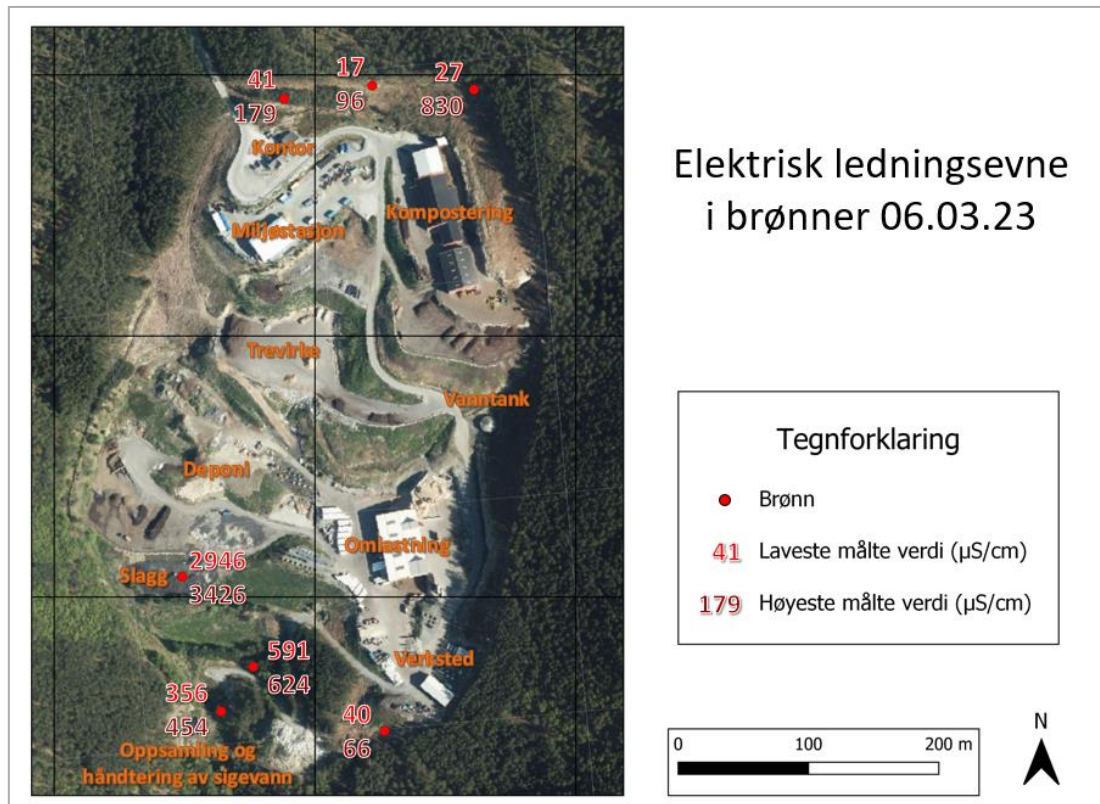 41
179
17
96
27
830
Kontor
Kompostering
Miljøstasjon
Trevirke
Vanntank
Deponi
Omlastning
2946
3426
Slagg
591
624
Verksted
356
454
40
66
Oppsamling og
håndtering av sigevann
Elektrisk ledningsevne
i brønner 06.03.23
Tegnforklaring
Brønn
41 Laveste målte verdi (µS/cm)
179 Høyeste målte verdi (µS/cm)
0 100 200 m
N